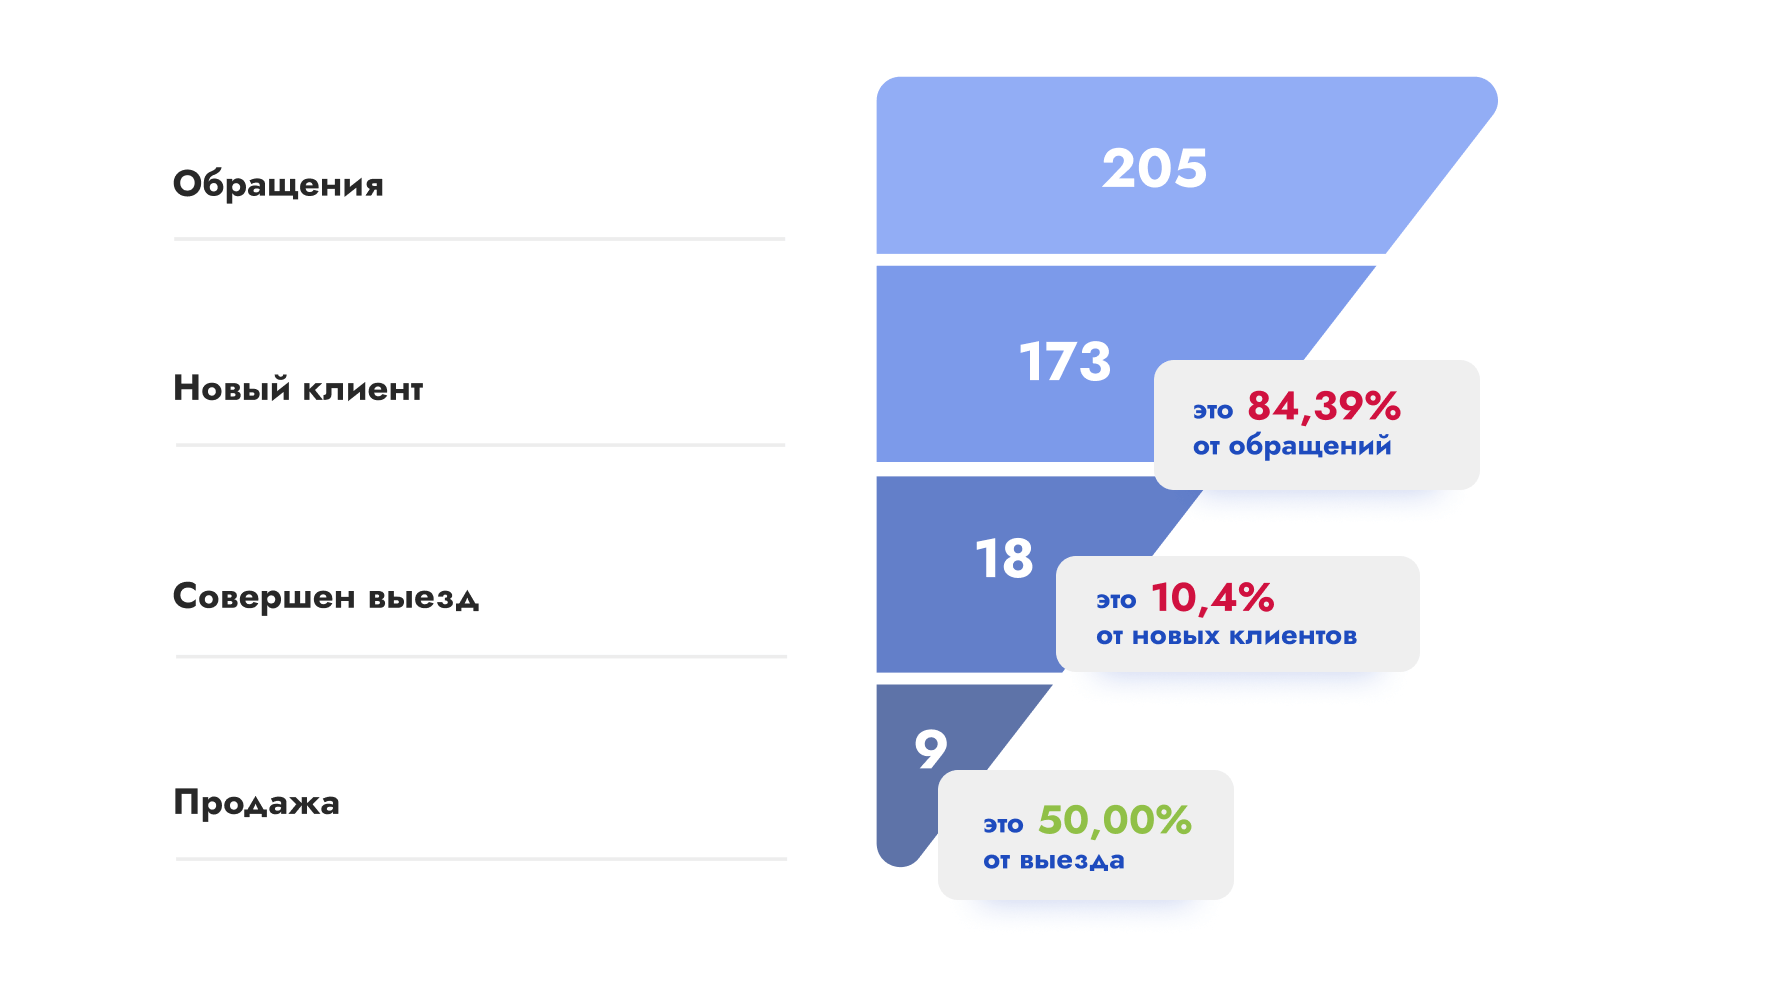 Обращения
205
Новый клиент
173
это 84,39%
от обращений
Совершен выезд
18
это 10,4%
от новых клиентов
Продажа
9
это 50,00%
от выезда